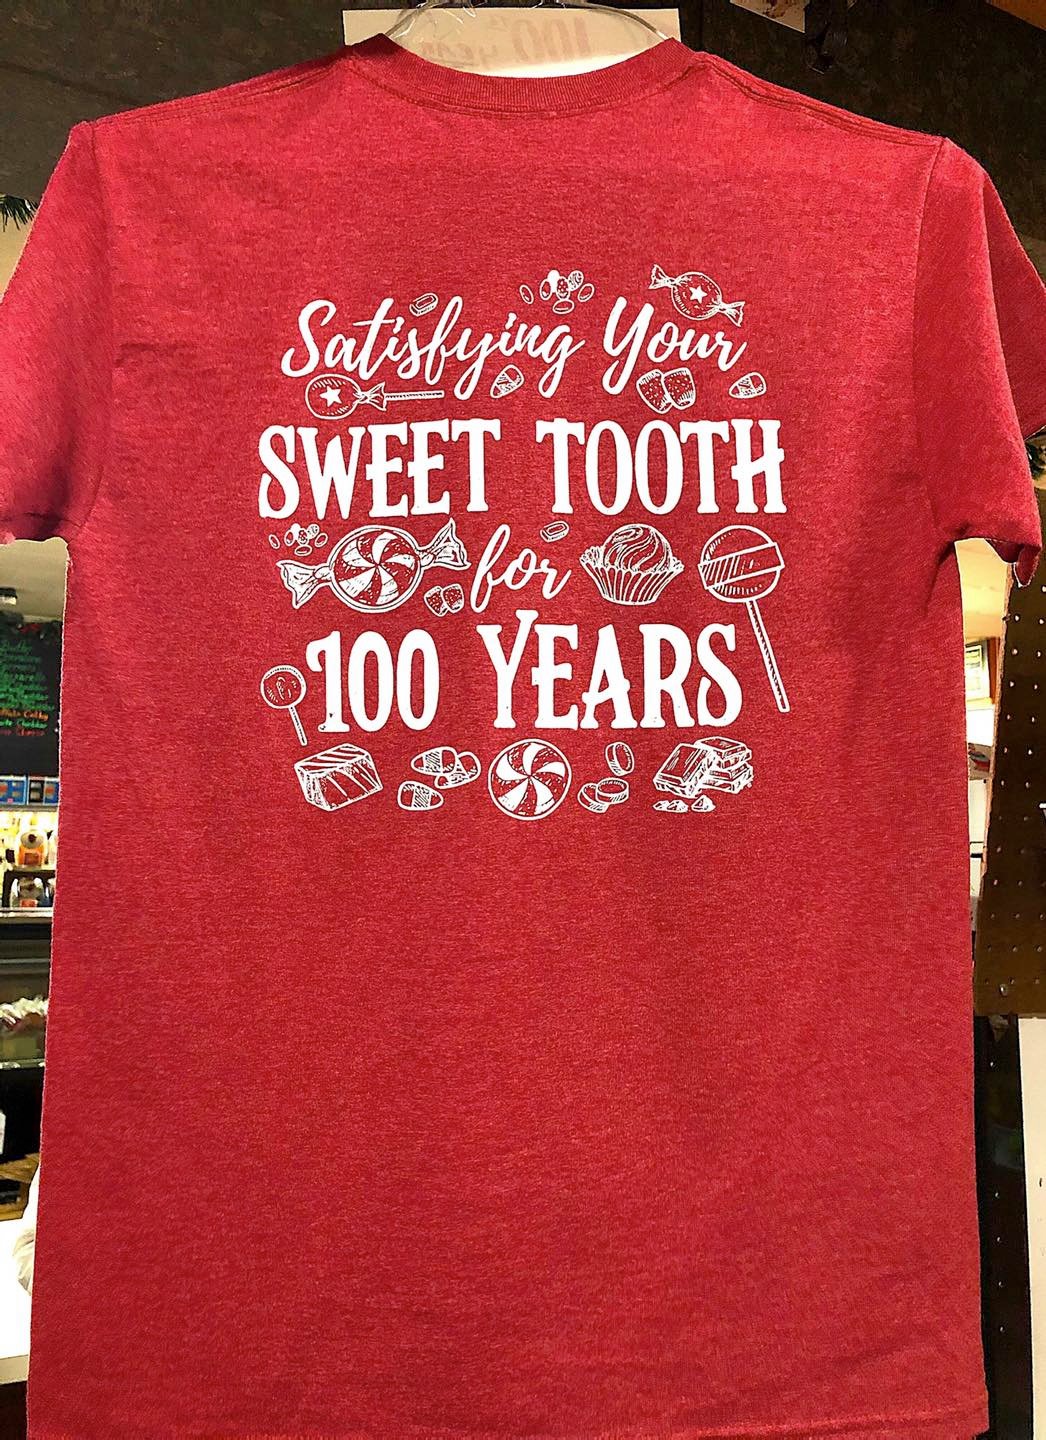 Satisfying Your
SWEET TOOTH
for
100 YEARS